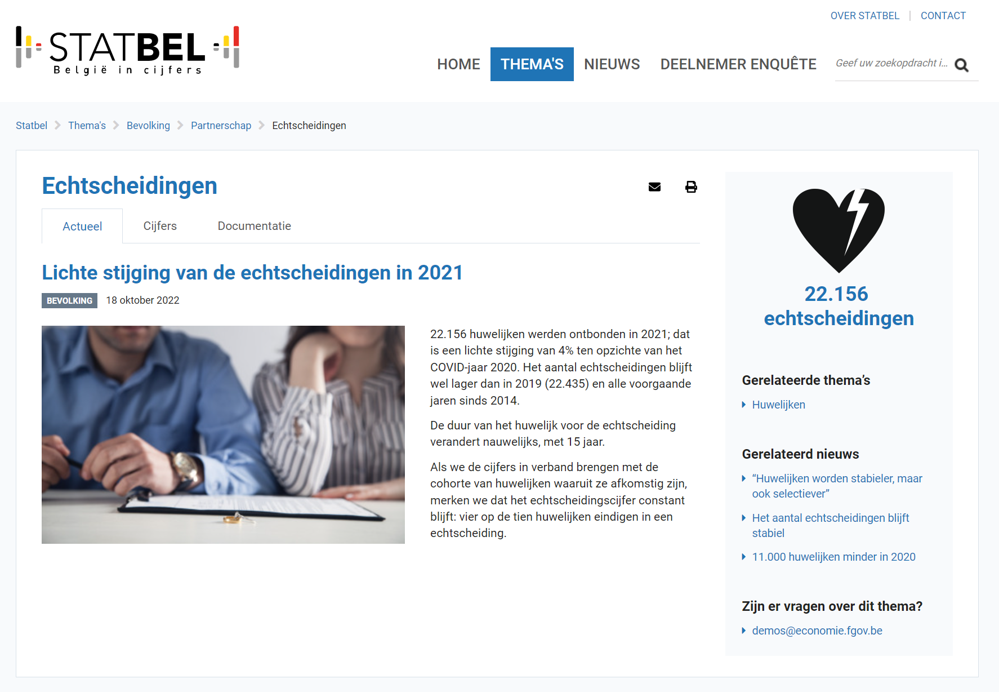 OVER STATBEL | CONTACT
STATBEL
België in cijfers
HOME THEMA'S NIEUWS DEELNEMER ENQUÊTE Geef uw zoekopdracht i...
Statbel Thema's Bevolking Partnerschap Echtscheidingen
Echtscheidingen
Actueel Cijfers Documentatie
Lichte stijging van de echtscheidingen in 2021
BEVOLKING 18 oktober 2022
22.156 huwelijken werden ontbonden in 2021; dat
is een lichte stijging van 4% ten opzichte van het
COVID-jaar 2020. Het aantal echtscheidingen blijft
wel lager dan in 2019 (22.435) en alle voorgaande
jaren sinds 2014.
De duur van het huwelijk voor de echtscheiding
verandert nauwelijks, met 15 jaar.
Als we de cijfers in verband brengen met de
cohorte van huwelijken waaruit ze afkomstig zijn,
merken we dat het echtscheidingscijfer constant
blijft: vier op de tien huwelijken eindigen in een
echtscheiding.
22.156
echtscheidingen
Gerelateerde thema’s
Huwelijken
Gerelateerd nieuws
“Huwelijken worden stabieler, maar
ook selectiever”
Het aantal echtscheidingen blijft
stabiel
11.000 huwelijken minder in 2020
Zijn er vragen over dit thema?
demos@economie.fgov.be